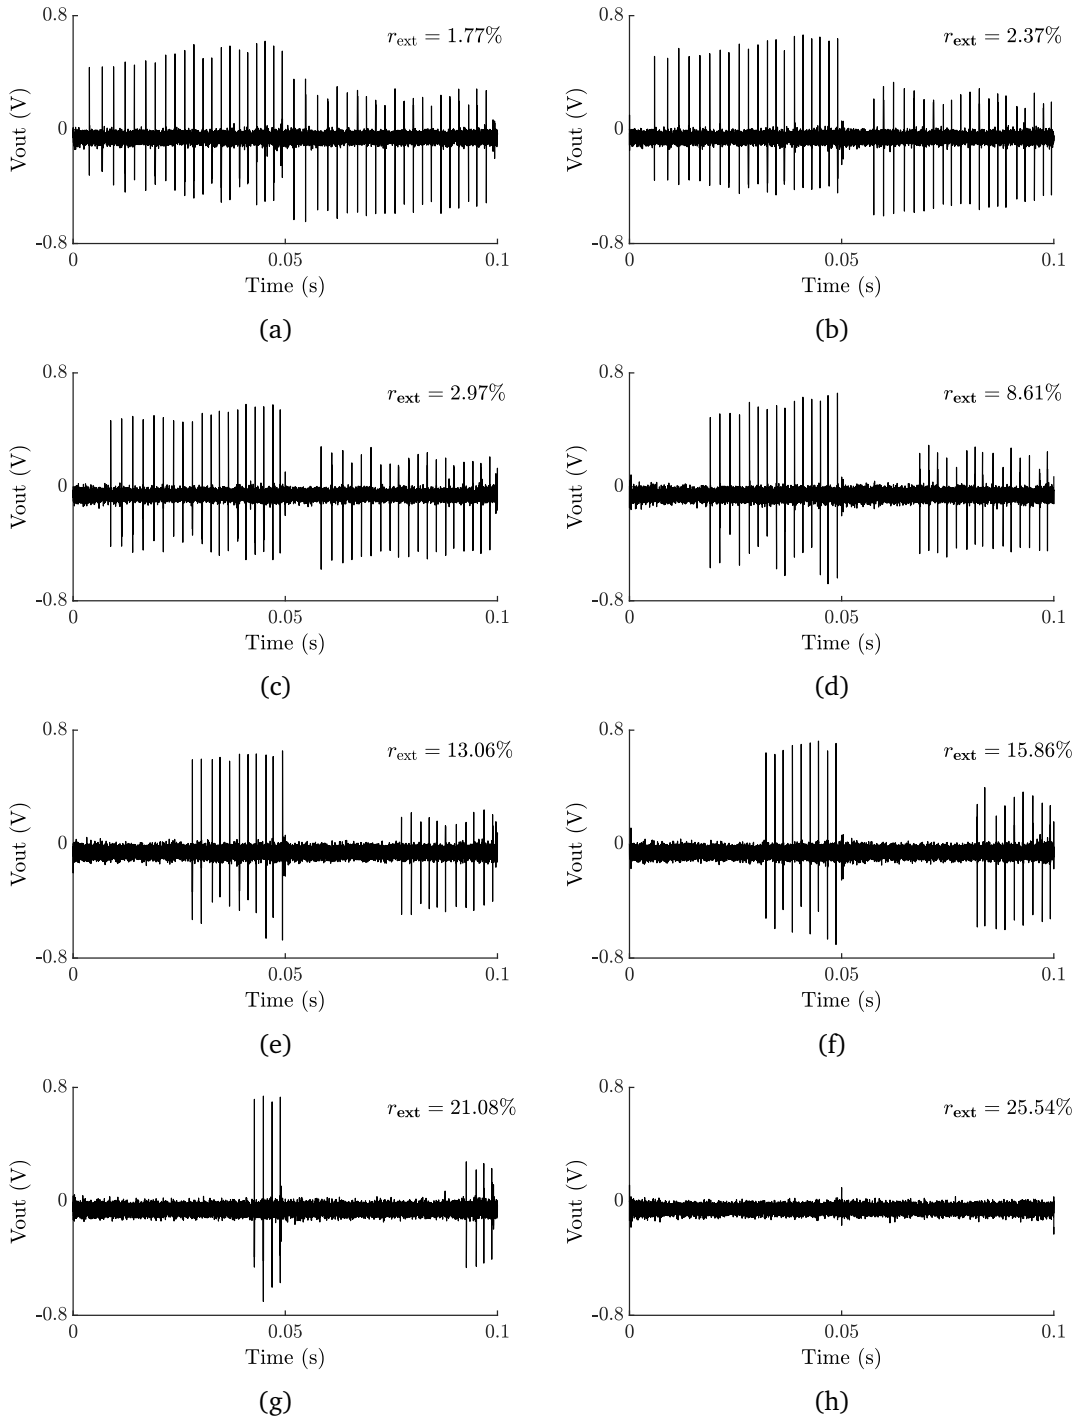 0.8
r_ext = 1.77%
Vout (V)
0
-0.8
0 0.05 0.1
Time (s)
(a)
0.8
r_ext = 2.37%
Vout (V)
0
-0.8
0 0.05 0.1
Time (s)
(b)
0.8
r_ext = 2.97%
Vout (V)
0
-0.8
0 0.05 0.1
Time (s)
(c)
0.8
r_ext = 8.61%
Vout (V)
0
-0.8
0 0.05 0.1
Time (s)
(d)
0.8
r_ext = 13.06%
Vout (V)
0
-0.8
0 0.05 0.1
Time (s)
(e)
0.8
r_ext = 15.86%
Vout (V)
0
-0.8
0 0.05 0.1
Time (s)
(f)
0.8
r_ext = 21.08%
Vout (V)
0
-0.8
0 0.05 0.1
Time (s)
(g)
0.8
r_ext = 25.54%
Vout (V)
0
-0.8
0 0.05 0.1
Time (s)
(h)